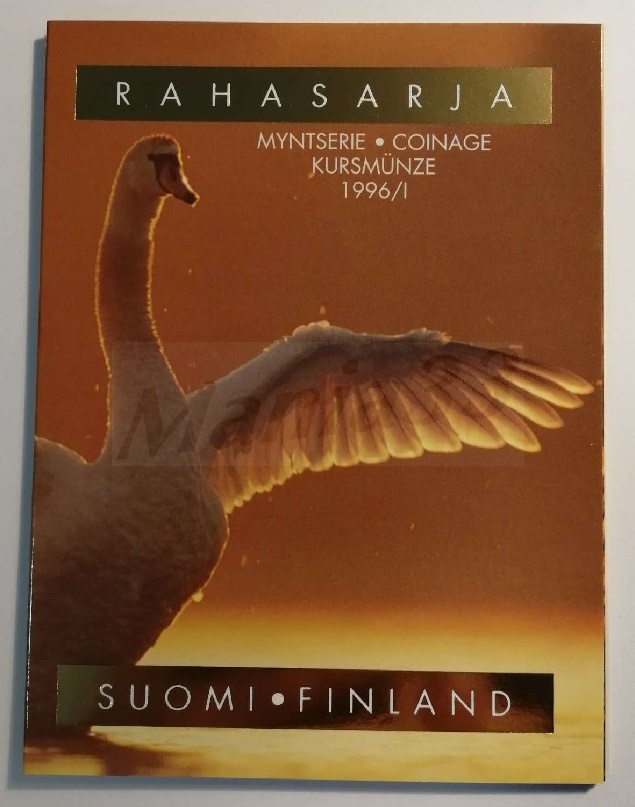 RAHASARJA
MYNTSERIE • COINAGE
KURSMÜNZE
1996/I
SUOMI • FINLAND